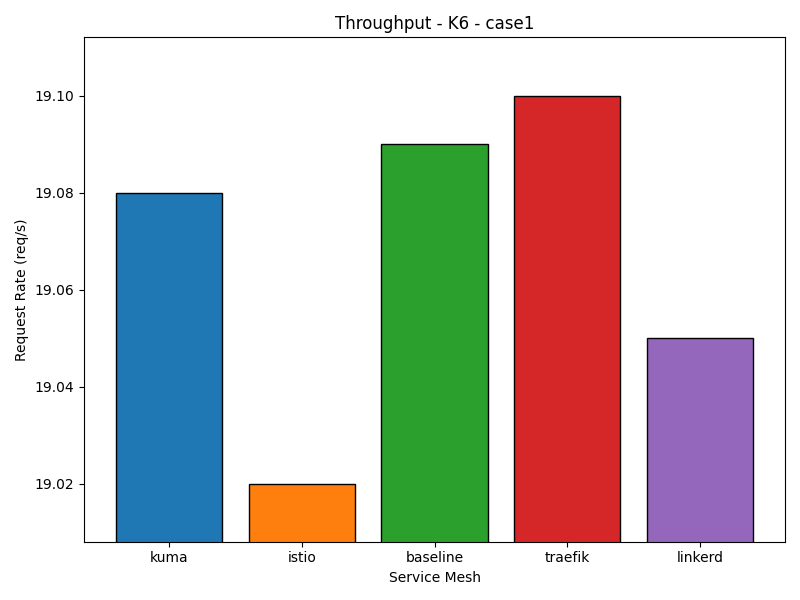 Throughput - K6 - case1
Request Rate (req/s)
19.10
19.08
19.06
19.04
19.02
kuma
istio
baseline
traefik
linkerd
Service Mesh